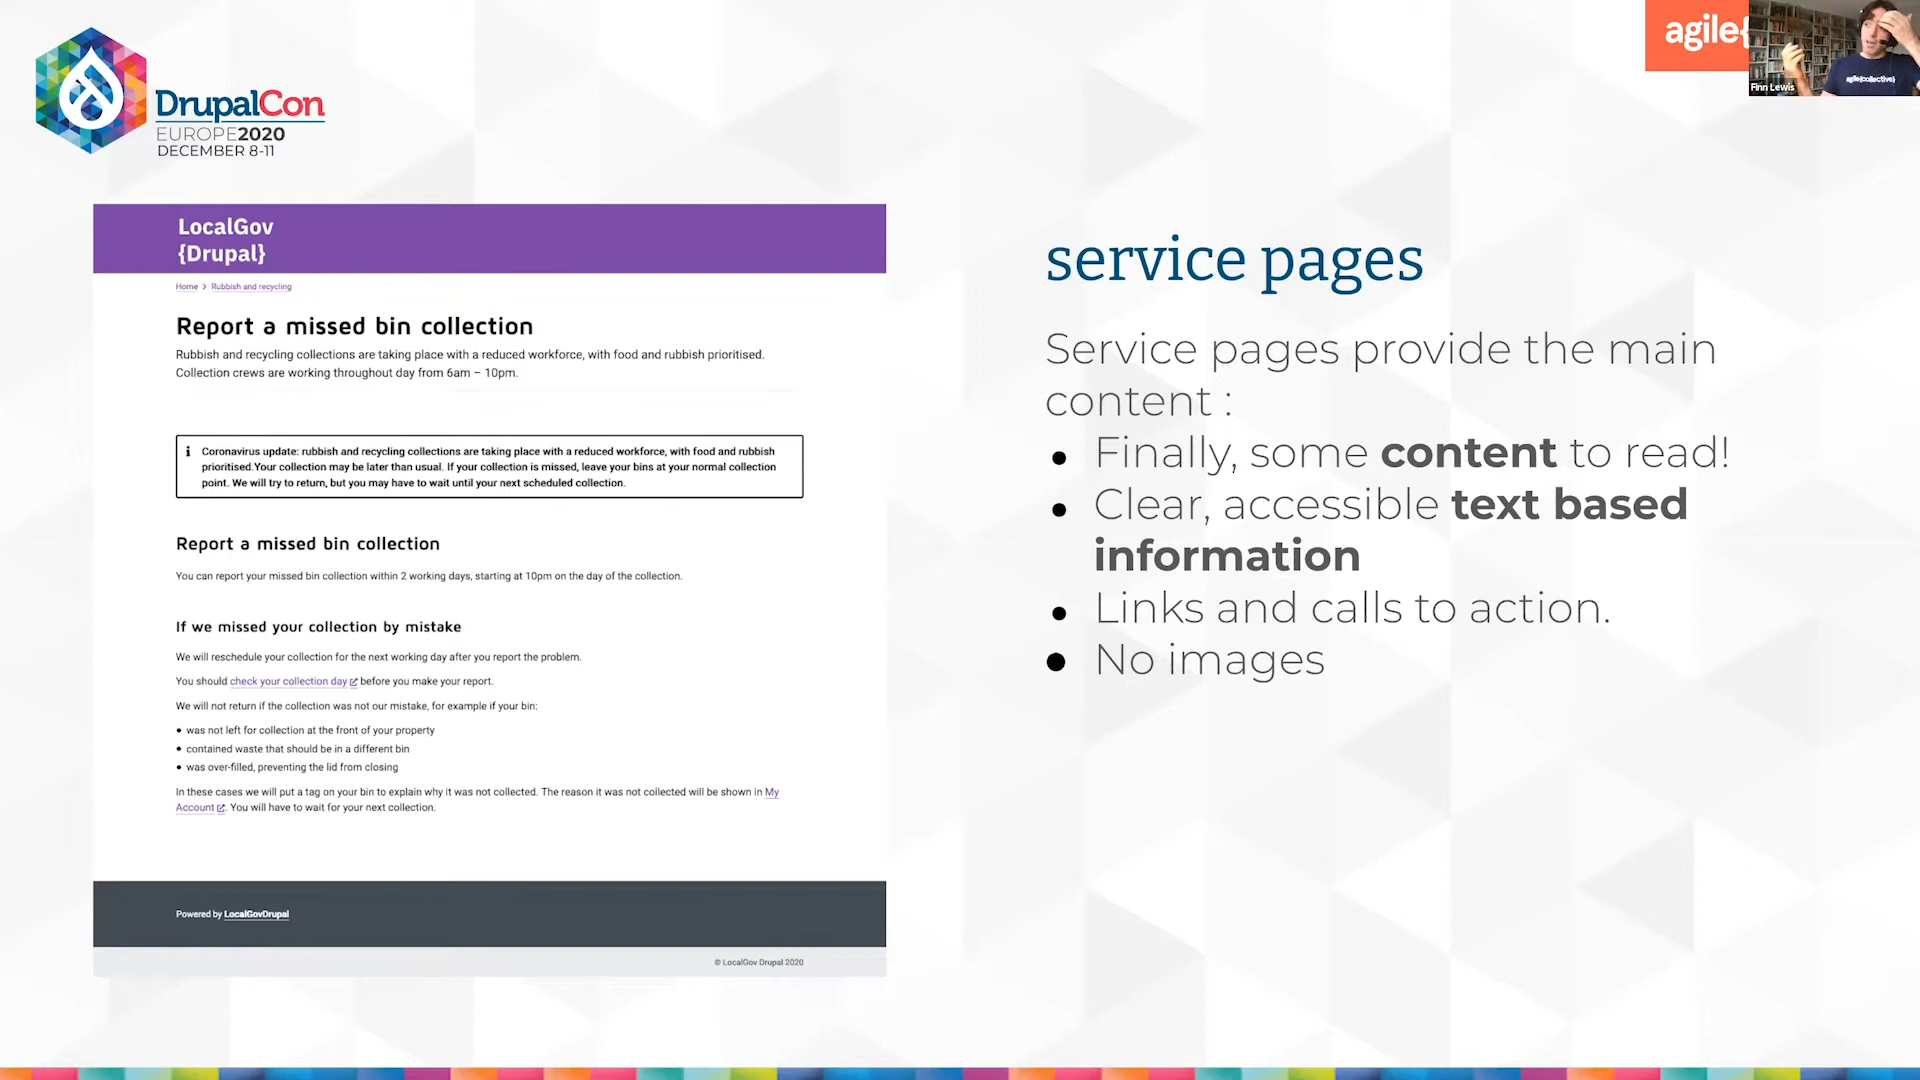 DrupalCon
EUROPE2020
DECEMBER 8-11
agile{
agile{collective}
Finn Lewis
LocalGov
{Drupal}
Home > Rubbish and recycling
Report a missed bin collection
Rubbish and recycling collections are taking place with a reduced workforce, with food and rubbish prioritised.
Collection crews are working throughout day from 6am – 10pm.
i Coronavirus update: rubbish and recycling collections are taking place with a reduced workforce, with food and rubbish
prioritised.Your collection may be later than usual. If your collection is missed, leave your bins at your normal collection
point. We will try to return, but you may have to wait until your next scheduled collection.
Report a missed bin collection
You can report your missed bin collection within 2 working days, starting at 10pm on the day of the collection.
If we missed your collection by mistake
We will reschedule your collection for the next working day after you report the problem.
You should check your collection day before you make your report.
We will not return if the collection was not our mistake, for example if your bin:
• was not left for collection at the front of your property
• contained waste that should be in a different bin
• was over-filled, preventing the lid from closing
In these cases we will put a tag on your bin to explain why it was not collected. The reason it was not collected will be shown in My
Account. You will have to wait for your next collection.
Powered by LocalGovDrupal
© LocalGov Drupal 2020
service pages
Service pages provide the main
content :
• Finally, some content to read!
• Clear, accessible text based
information
• Links and calls to action.
• No images